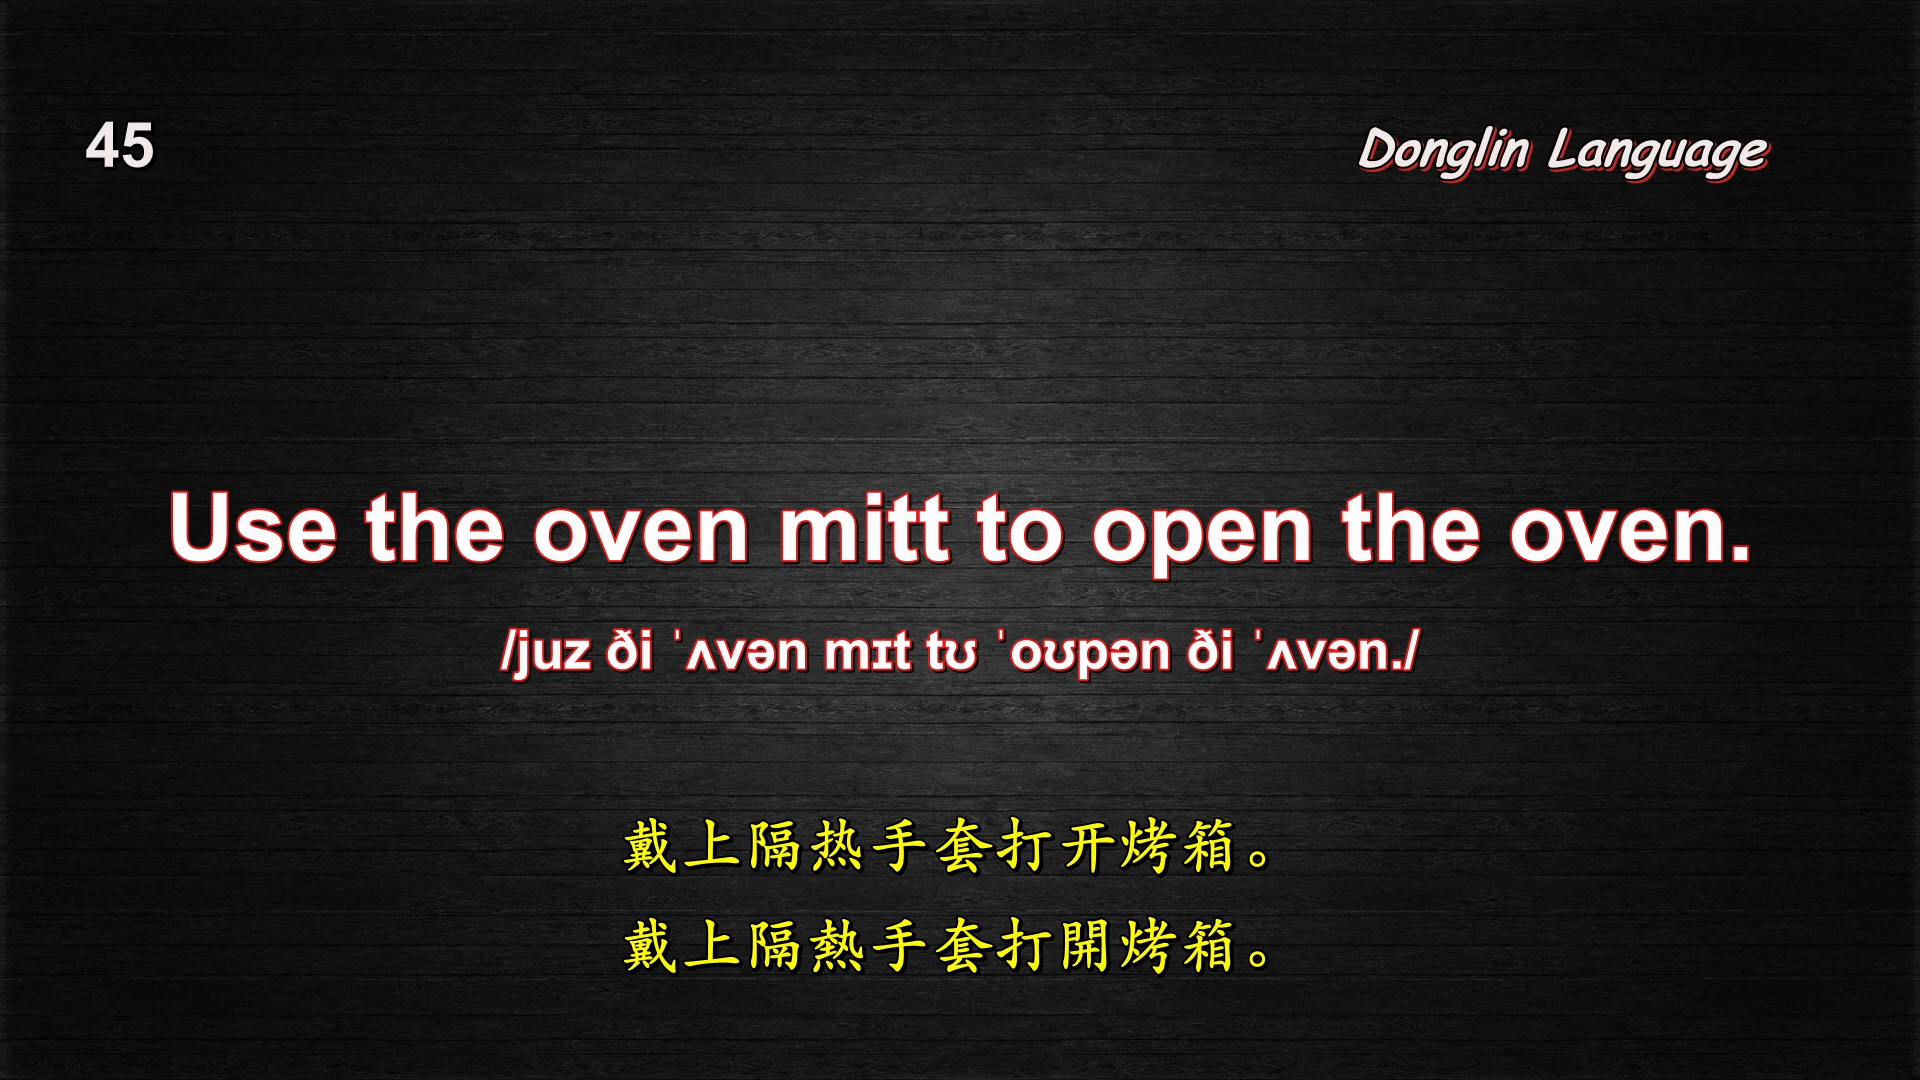 45
Donglin Language
Use the oven mitt to open the oven.
/juz ði ˈʌvən mɪt tʊ ˈoʊpən ði ˈʌvən./
戴上隔热手套打开烤箱。
戴上隔熱手套打開烤箱。